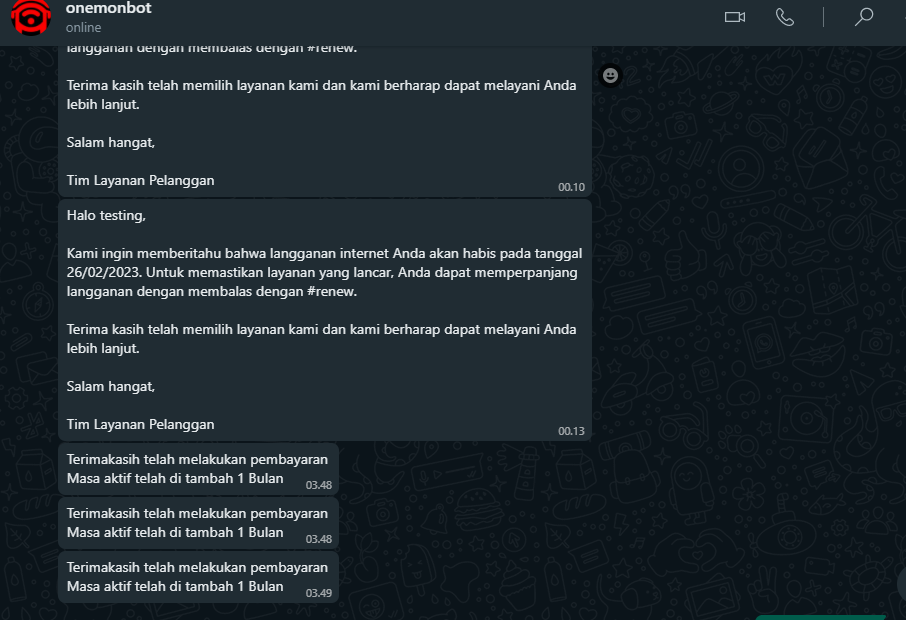 onemonbot
online
langganan dengan membalas dengan #renew.
Terima kasih telah memilih layanan kami dan kami berharap dapat melayani Anda
lebih lanjut.
Salam hangat,
Tim Layanan Pelanggan
00.10
Halo testing,
Kami ingin memberitahu bahwa langganan internet Anda akan habis pada tanggal
26/02/2023. Untuk memastikan layanan yang lancar, Anda dapat memperpanjang
langganan dengan membalas dengan #renew.
Terima kasih telah memilih layanan kami dan kami berharap dapat melayani Anda
lebih lanjut.
Salam hangat,
Tim Layanan Pelanggan
00.13
Terimakasih telah melakukan pembayaran
Masa aktif telah di tambah 1 Bulan
03.48
Terimakasih telah melakukan pembayaran
Masa aktif telah di tambah 1 Bulan
03.48
Terimakasih telah melakukan pembayaran
Masa aktif telah di tambah 1 Bulan
03.49